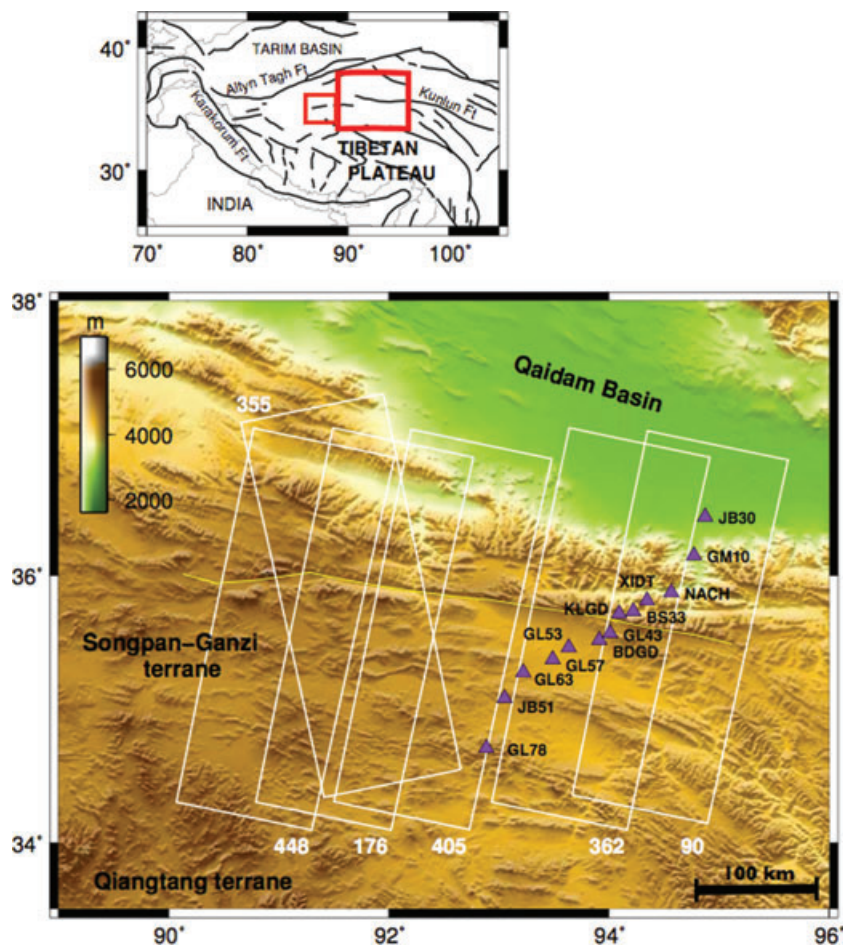 40°
30°
TARIM BASIN
Altyn Tagh Ft
Kunlun Ft
Karakorum Ft
TIBETAN
PLATEAU
INDIA
70°
80°
90°
100°
38°
36°
34°
m
6000
4000
2000
355
Qaidam Basin
JB30
GM10
XIDT
NACH
KLGD
BS33
GL53
GL43
BDGD
GL57
GL63
JB51
GL78
Songpan-Ganzi
terrane
448
176
405
362
90
100 km
Qiangtang terrane
90°
92°
94°
96°